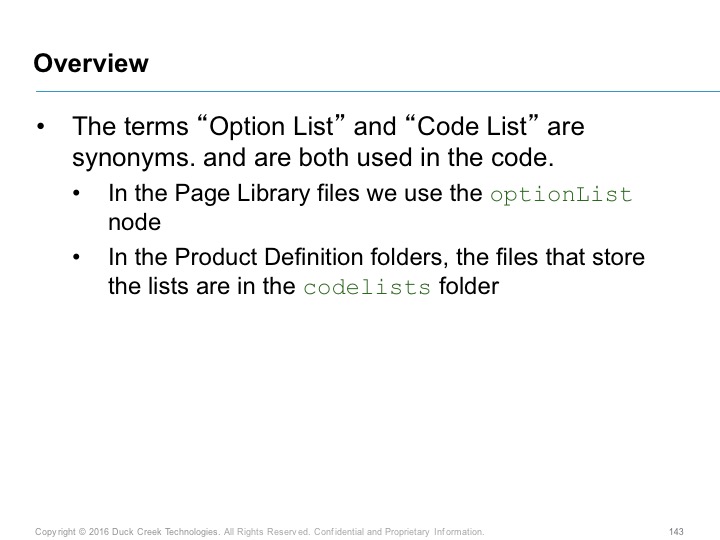 Overview
• The terms “Option List” and “Code List” are
synonyms. and are both used in the code.
• In the Page Library files we use the optionList
node
• In the Product Definition folders, the files that store
the lists are in the codelists folder
Copyright © 2016 Duck Creek Technologies. All Rights Reserved. Confidential and Proprietary Information.
143